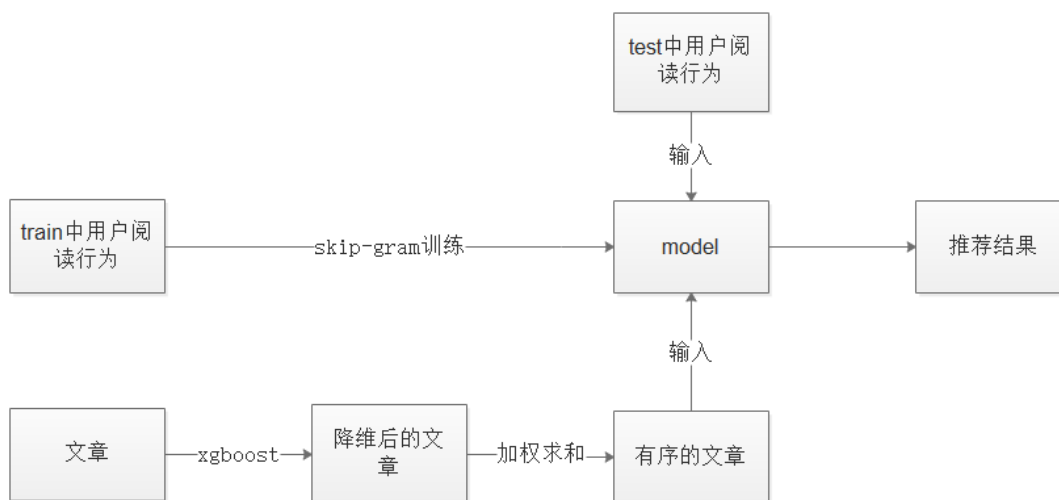 test中用户阅
读行为
输入
train中用户阅
读行为
skip-gram训练
model
推荐结果
输入
文章
xgboost
降维后的文
章
加权求和
有序的文章